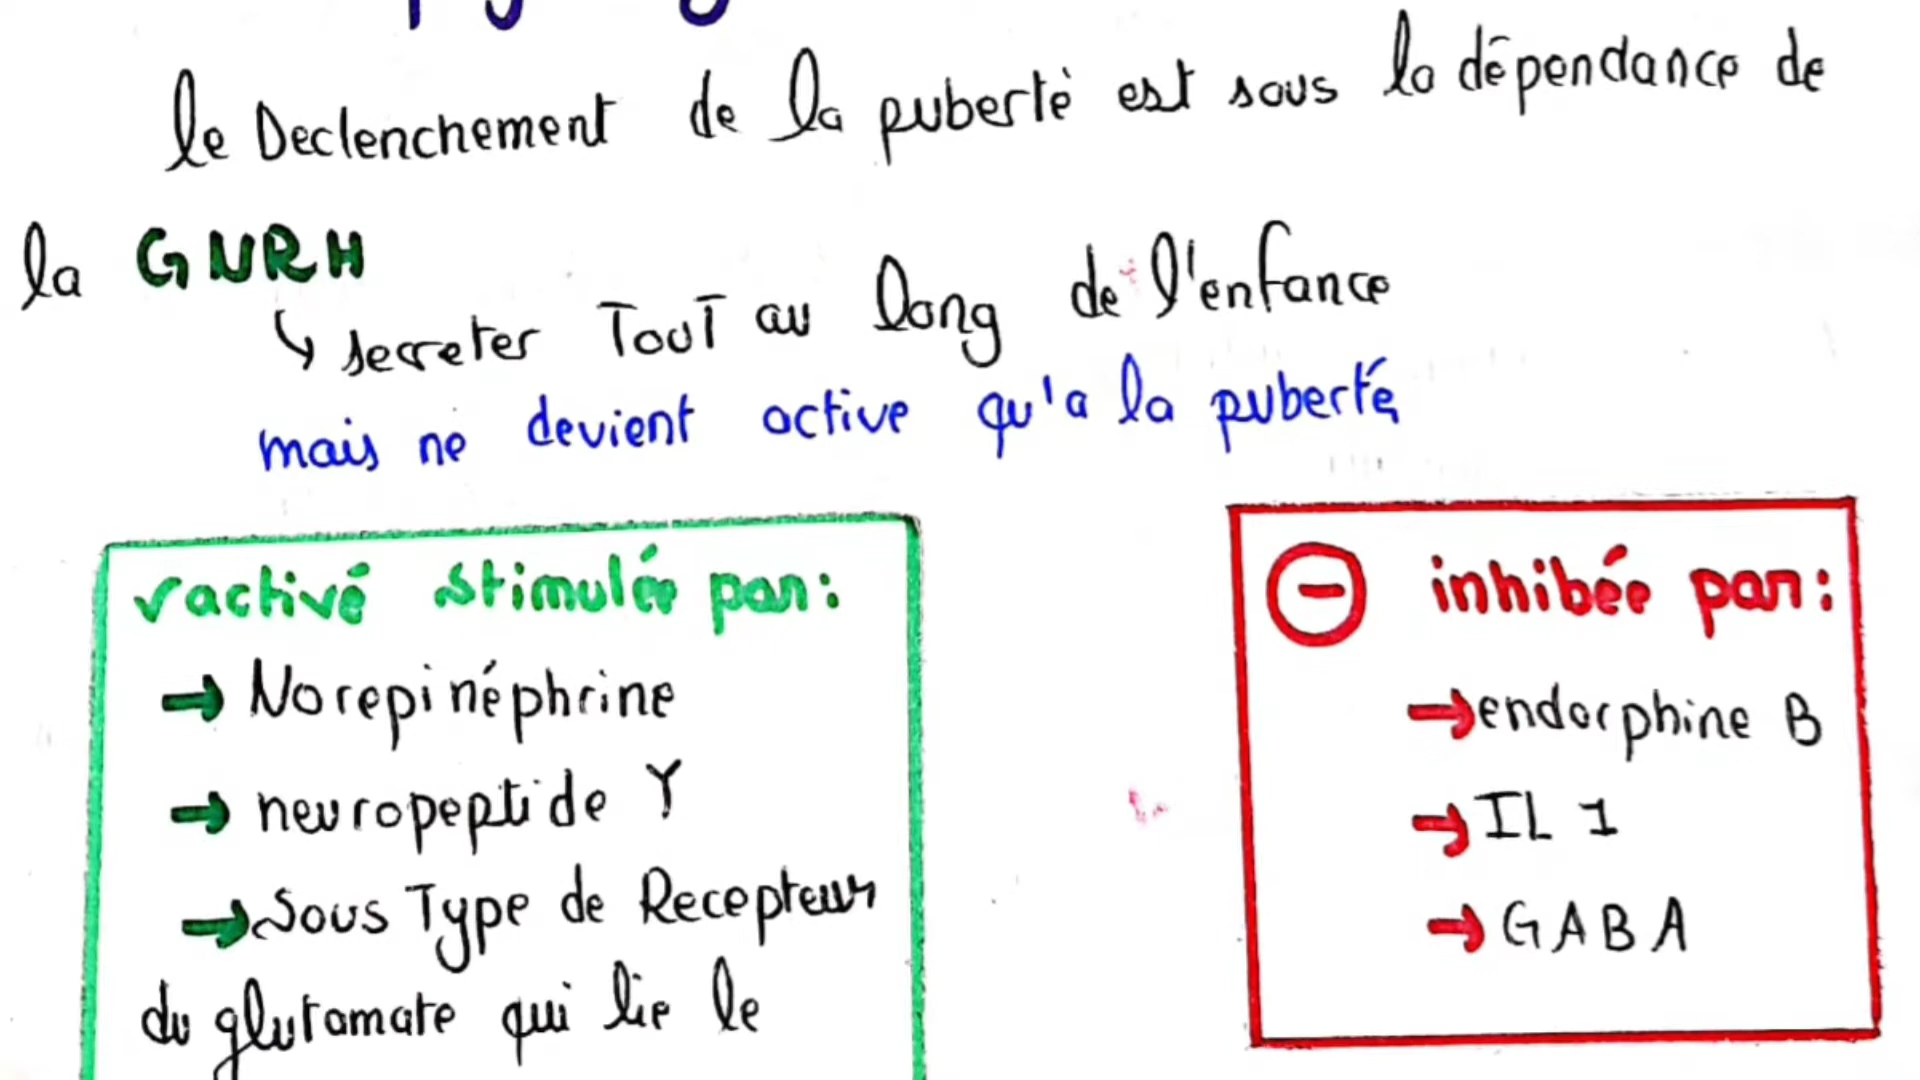 le Declenchement de la puberté est sous la dépendance de
la GNRH
↳ secreter TouT au long de l'enfance
mais ne devient active qu'a la puberté
ractivé stimulée par:
→ Norepinéphrine
→ neuropeptide Y
→ Sous Type de Recepteur
du glutamate qui lie le
⊖ inhibée par:
→ endorphine B
→ IL 1
→ GABA